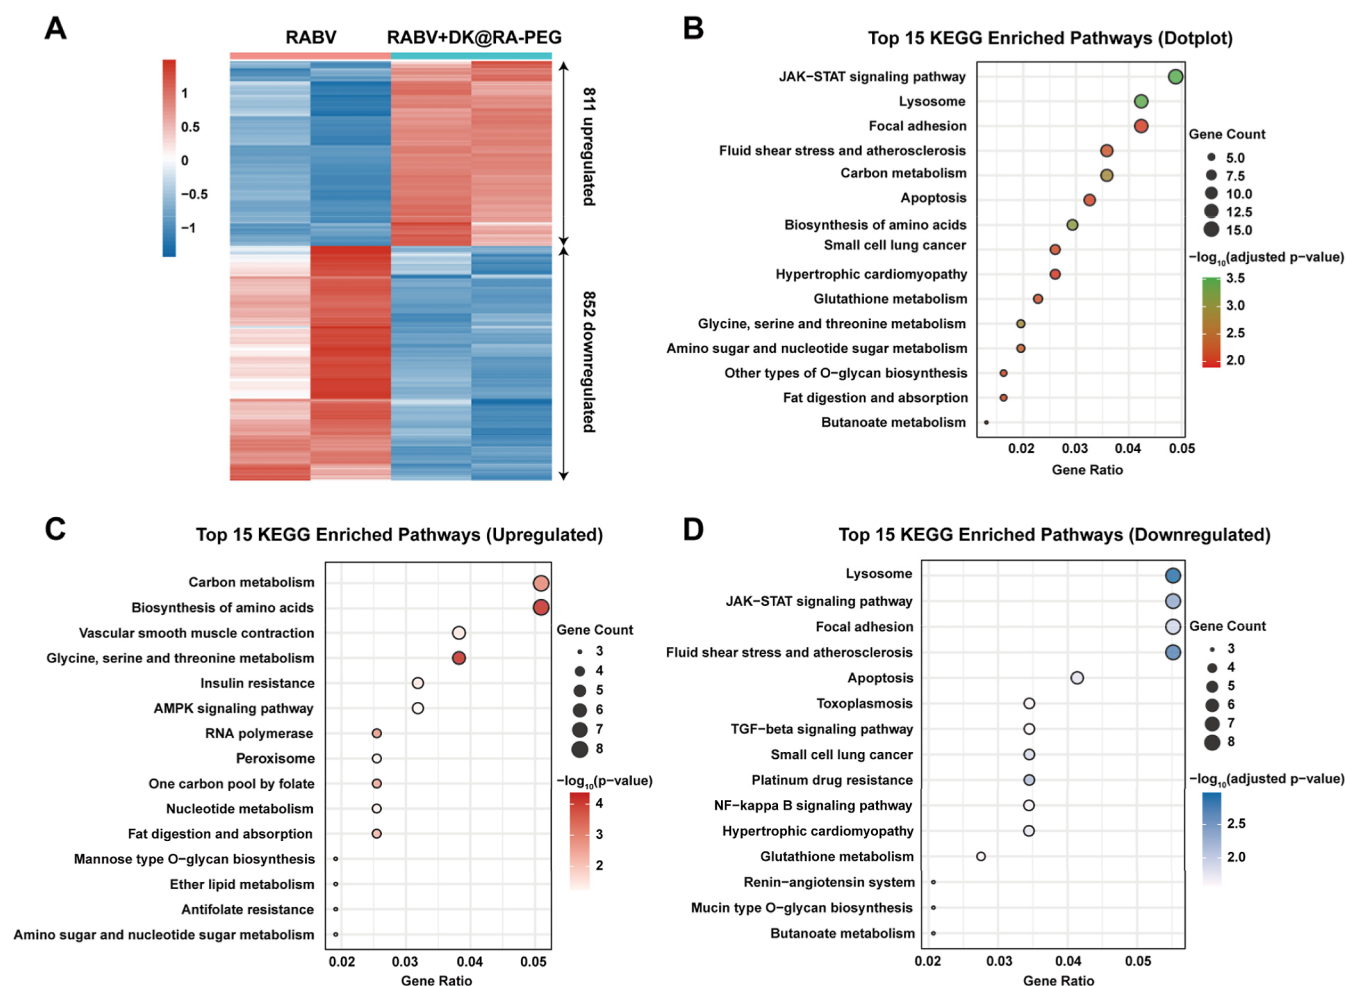 A
RABV
RABV+DK@RA-PEG
1
0.5
0
−0.5
−1
811 upregulated
852 downregulated
B
Top 15 KEGG Enriched Pathways (Dotplot)
JAK−STAT signaling pathway
Lysosome
Focal adhesion
Fluid shear stress and atherosclerosis
Carbon metabolism
Apoptosis
Biosynthesis of amino acids
Small cell lung cancer
Hypertrophic cardiomyopathy
Glutathione metabolism
Glycine, serine and threonine metabolism
Amino sugar and nucleotide sugar metabolism
Other types of O−glycan biosynthesis
Fat digestion and absorption
Butanoate metabolism
0.02 0.03 0.04 0.05
Gene Ratio
Gene Count
5.0
7.5
10.0
12.5
15.0
−log10(adjusted p−value)
3.5
3.0
2.5
2.0
C
Top 15 KEGG Enriched Pathways (Upregulated)
Carbon metabolism
Biosynthesis of amino acids
Vascular smooth muscle contraction
Glycine, serine and threonine metabolism
Insulin resistance
AMPK signaling pathway
RNA polymerase
Peroxisome
One carbon pool by folate
Nucleotide metabolism
Fat digestion and absorption
Mannose type O−glycan biosynthesis
Ether lipid metabolism
Antifolate resistance
Amino sugar and nucleotide sugar metabolism
0.02 0.03 0.04 0.05
Gene Ratio
Gene Count
3
4
5
6
7
8
−log10(p−value)
4
3
2
D
Top 15 KEGG Enriched Pathways (Downregulated)
Lysosome
JAK−STAT signaling pathway
Focal adhesion
Fluid shear stress and atherosclerosis
Apoptosis
Toxoplasmosis
TGF−beta signaling pathway
Small cell lung cancer
Platinum drug resistance
NF−kappa B signaling pathway
Hypertrophic cardiomyopathy
Glutathione metabolism
Renin−angiotensin system
Mucin type O−glycan biosynthesis
Butanoate metabolism
0.02 0.03 0.04 0.05
Gene Ratio
Gene Count
3
4
5
6
7
8
−log10(adjusted p−value)
2.5
2.0